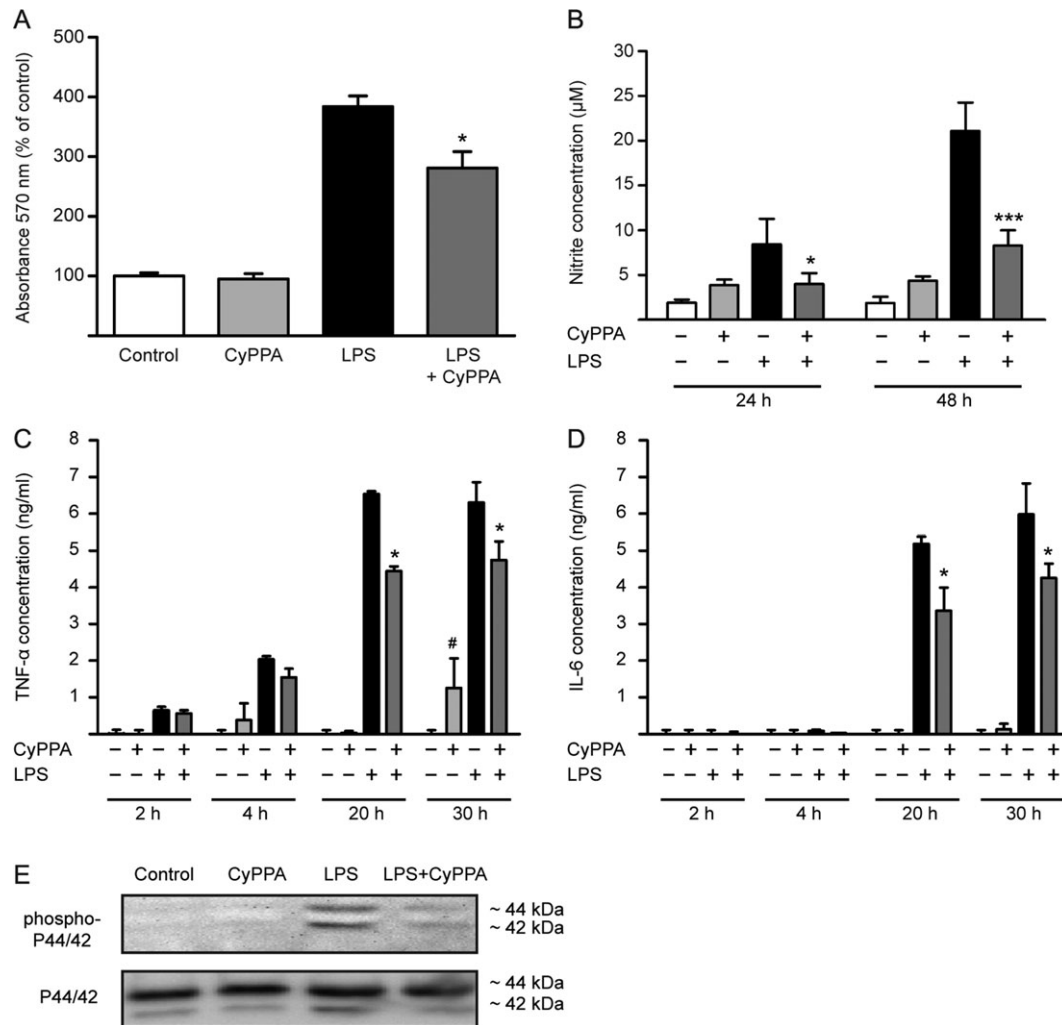 A
Absorbance 570 nm (% of control)
500
400
300
200
100
*
Control CyPPA LPS LPS
+ CyPPA
B
Nitrite concentration (µM)
30
25
20
15
10
5
* ***
CyPPA – + – + – + – +
LPS – – + + – – + +
24 h 48 h
C
TNF-α concentration (ng/ml)
8
7
6
5
4
3
2
1
* # *
CyPPA – + – + – + – + – + – + – + – +
LPS – – + + – – + + – – + + – – + +
2 h 4 h 20 h 30 h
D
IL-6 concentration (ng/ml)
8
7
6
5
4
3
2
1
* *
CyPPA – + – + – + – + – + – + – + – +
LPS – – + + – – + + – – + + – – + +
2 h 4 h 20 h 30 h
E
Control CyPPA LPS LPS+CyPPA
phospho-
P44/42
~ 44 kDa
~ 42 kDa
P44/42
~ 44 kDa
~ 42 kDa